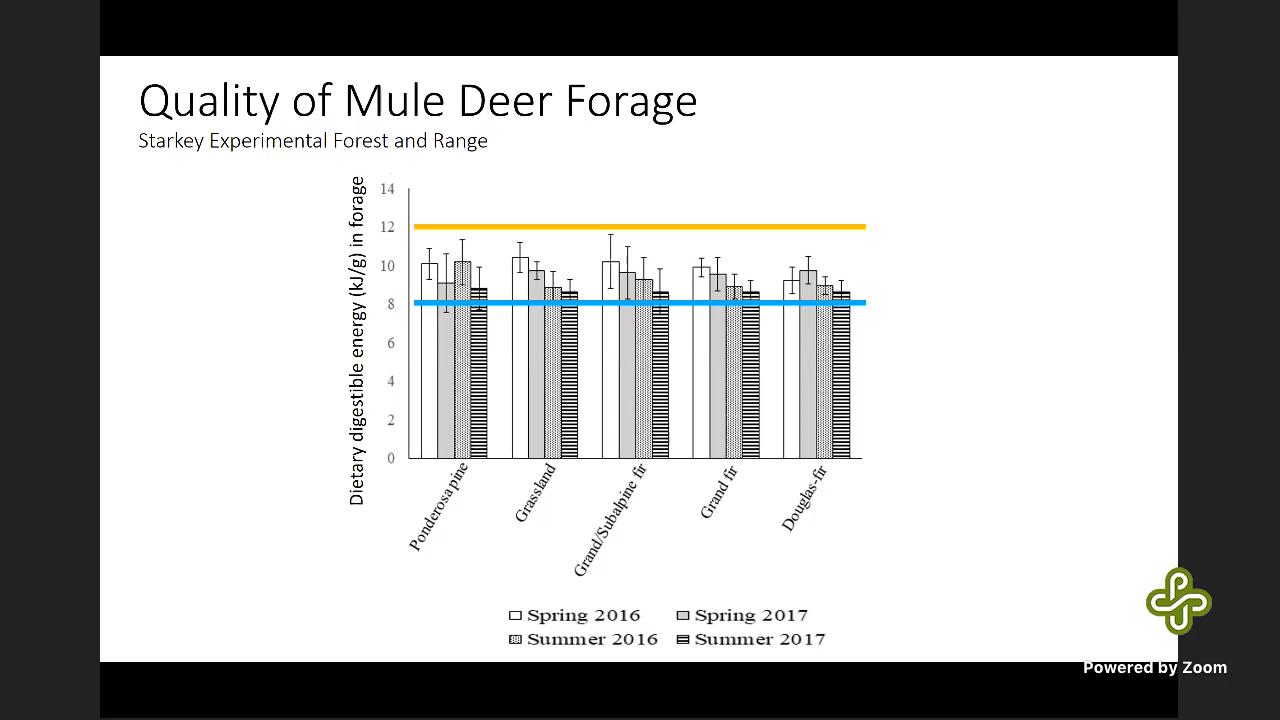 Quality of Mule Deer Forage
Starkey Experimental Forest and Range
Dietary digestible energy (kJ/g) in forage
14
12
10
8
6
4
2
0
Ponderosa pine
Grassland
Grand/Subalpine fir
Grand fir
Douglas-fir
Spring 2016
Spring 2017
Summer 2016
Summer 2017
P S U
Powered by Zoom